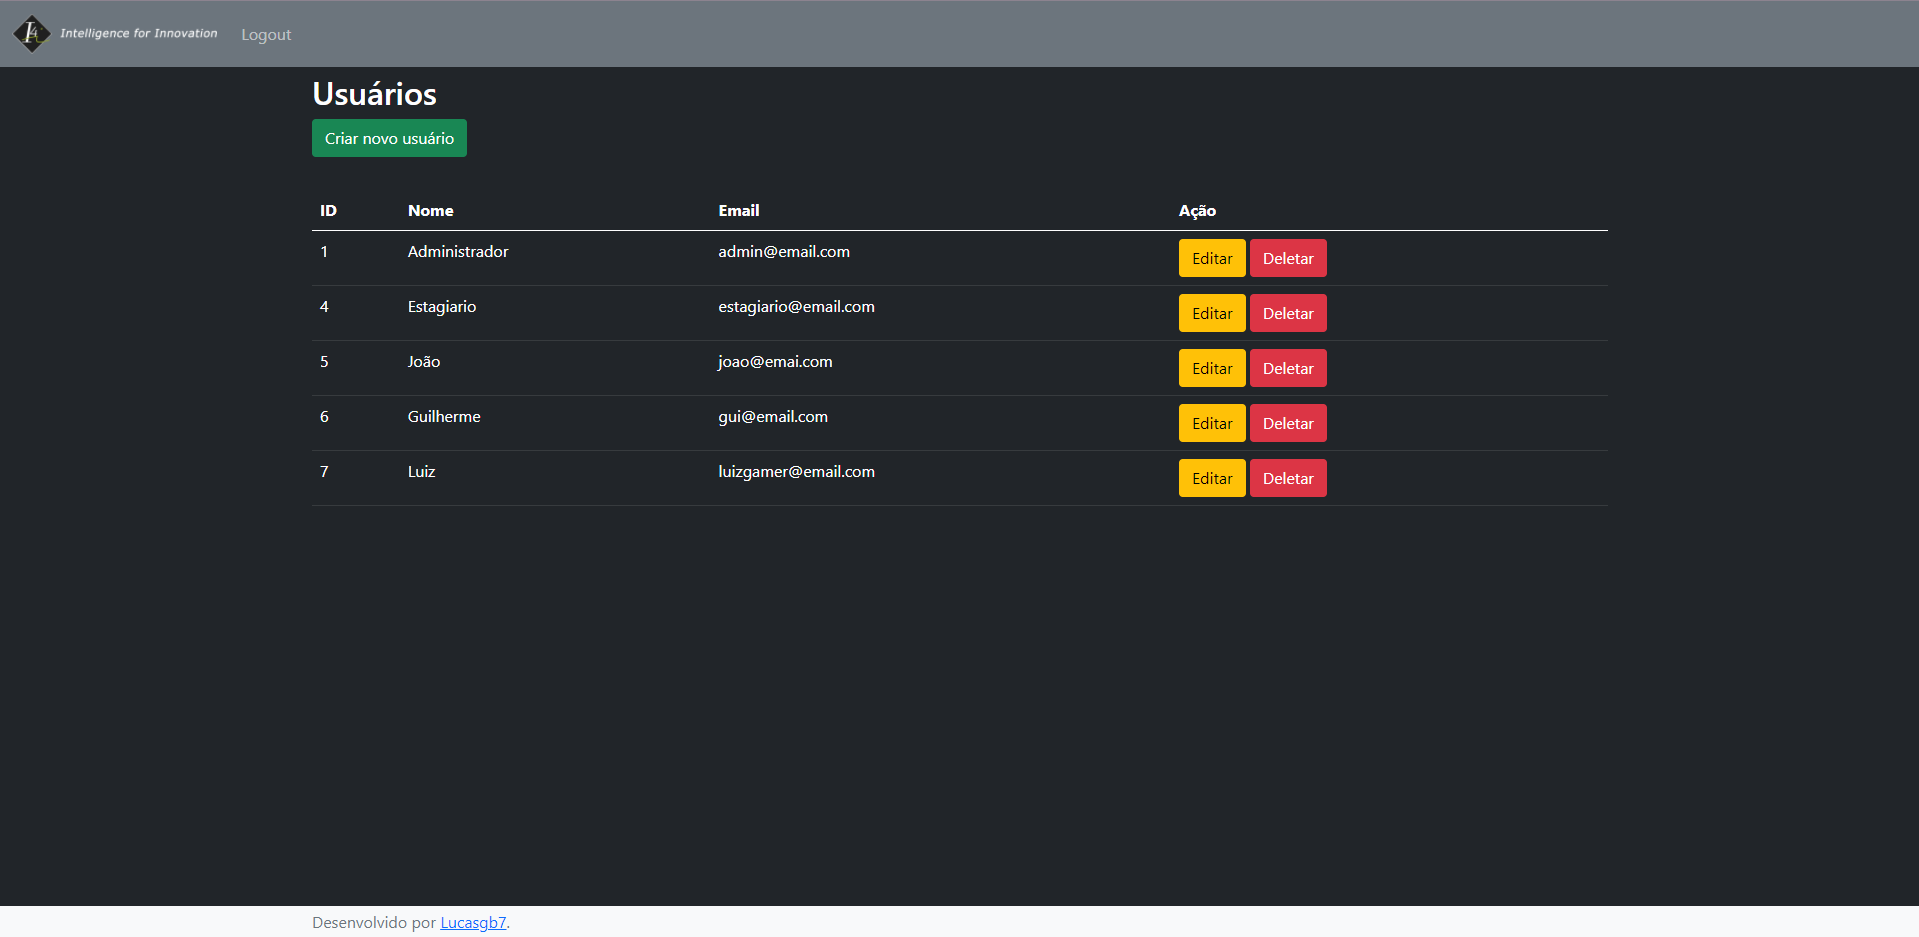 I4 Intelligence for Innovation Logout
Usuários
Criar novo usuário
ID Nome Email Ação
1 Administrador admin@email.com Editar Deletar
4 Estagiario estagiario@email.com Editar Deletar
5 João joao@emai.com Editar Deletar
6 Guilherme gui@email.com Editar Deletar
7 Luiz luizgamer@email.com Editar Deletar
Desenvolvido por Lucasgb7.